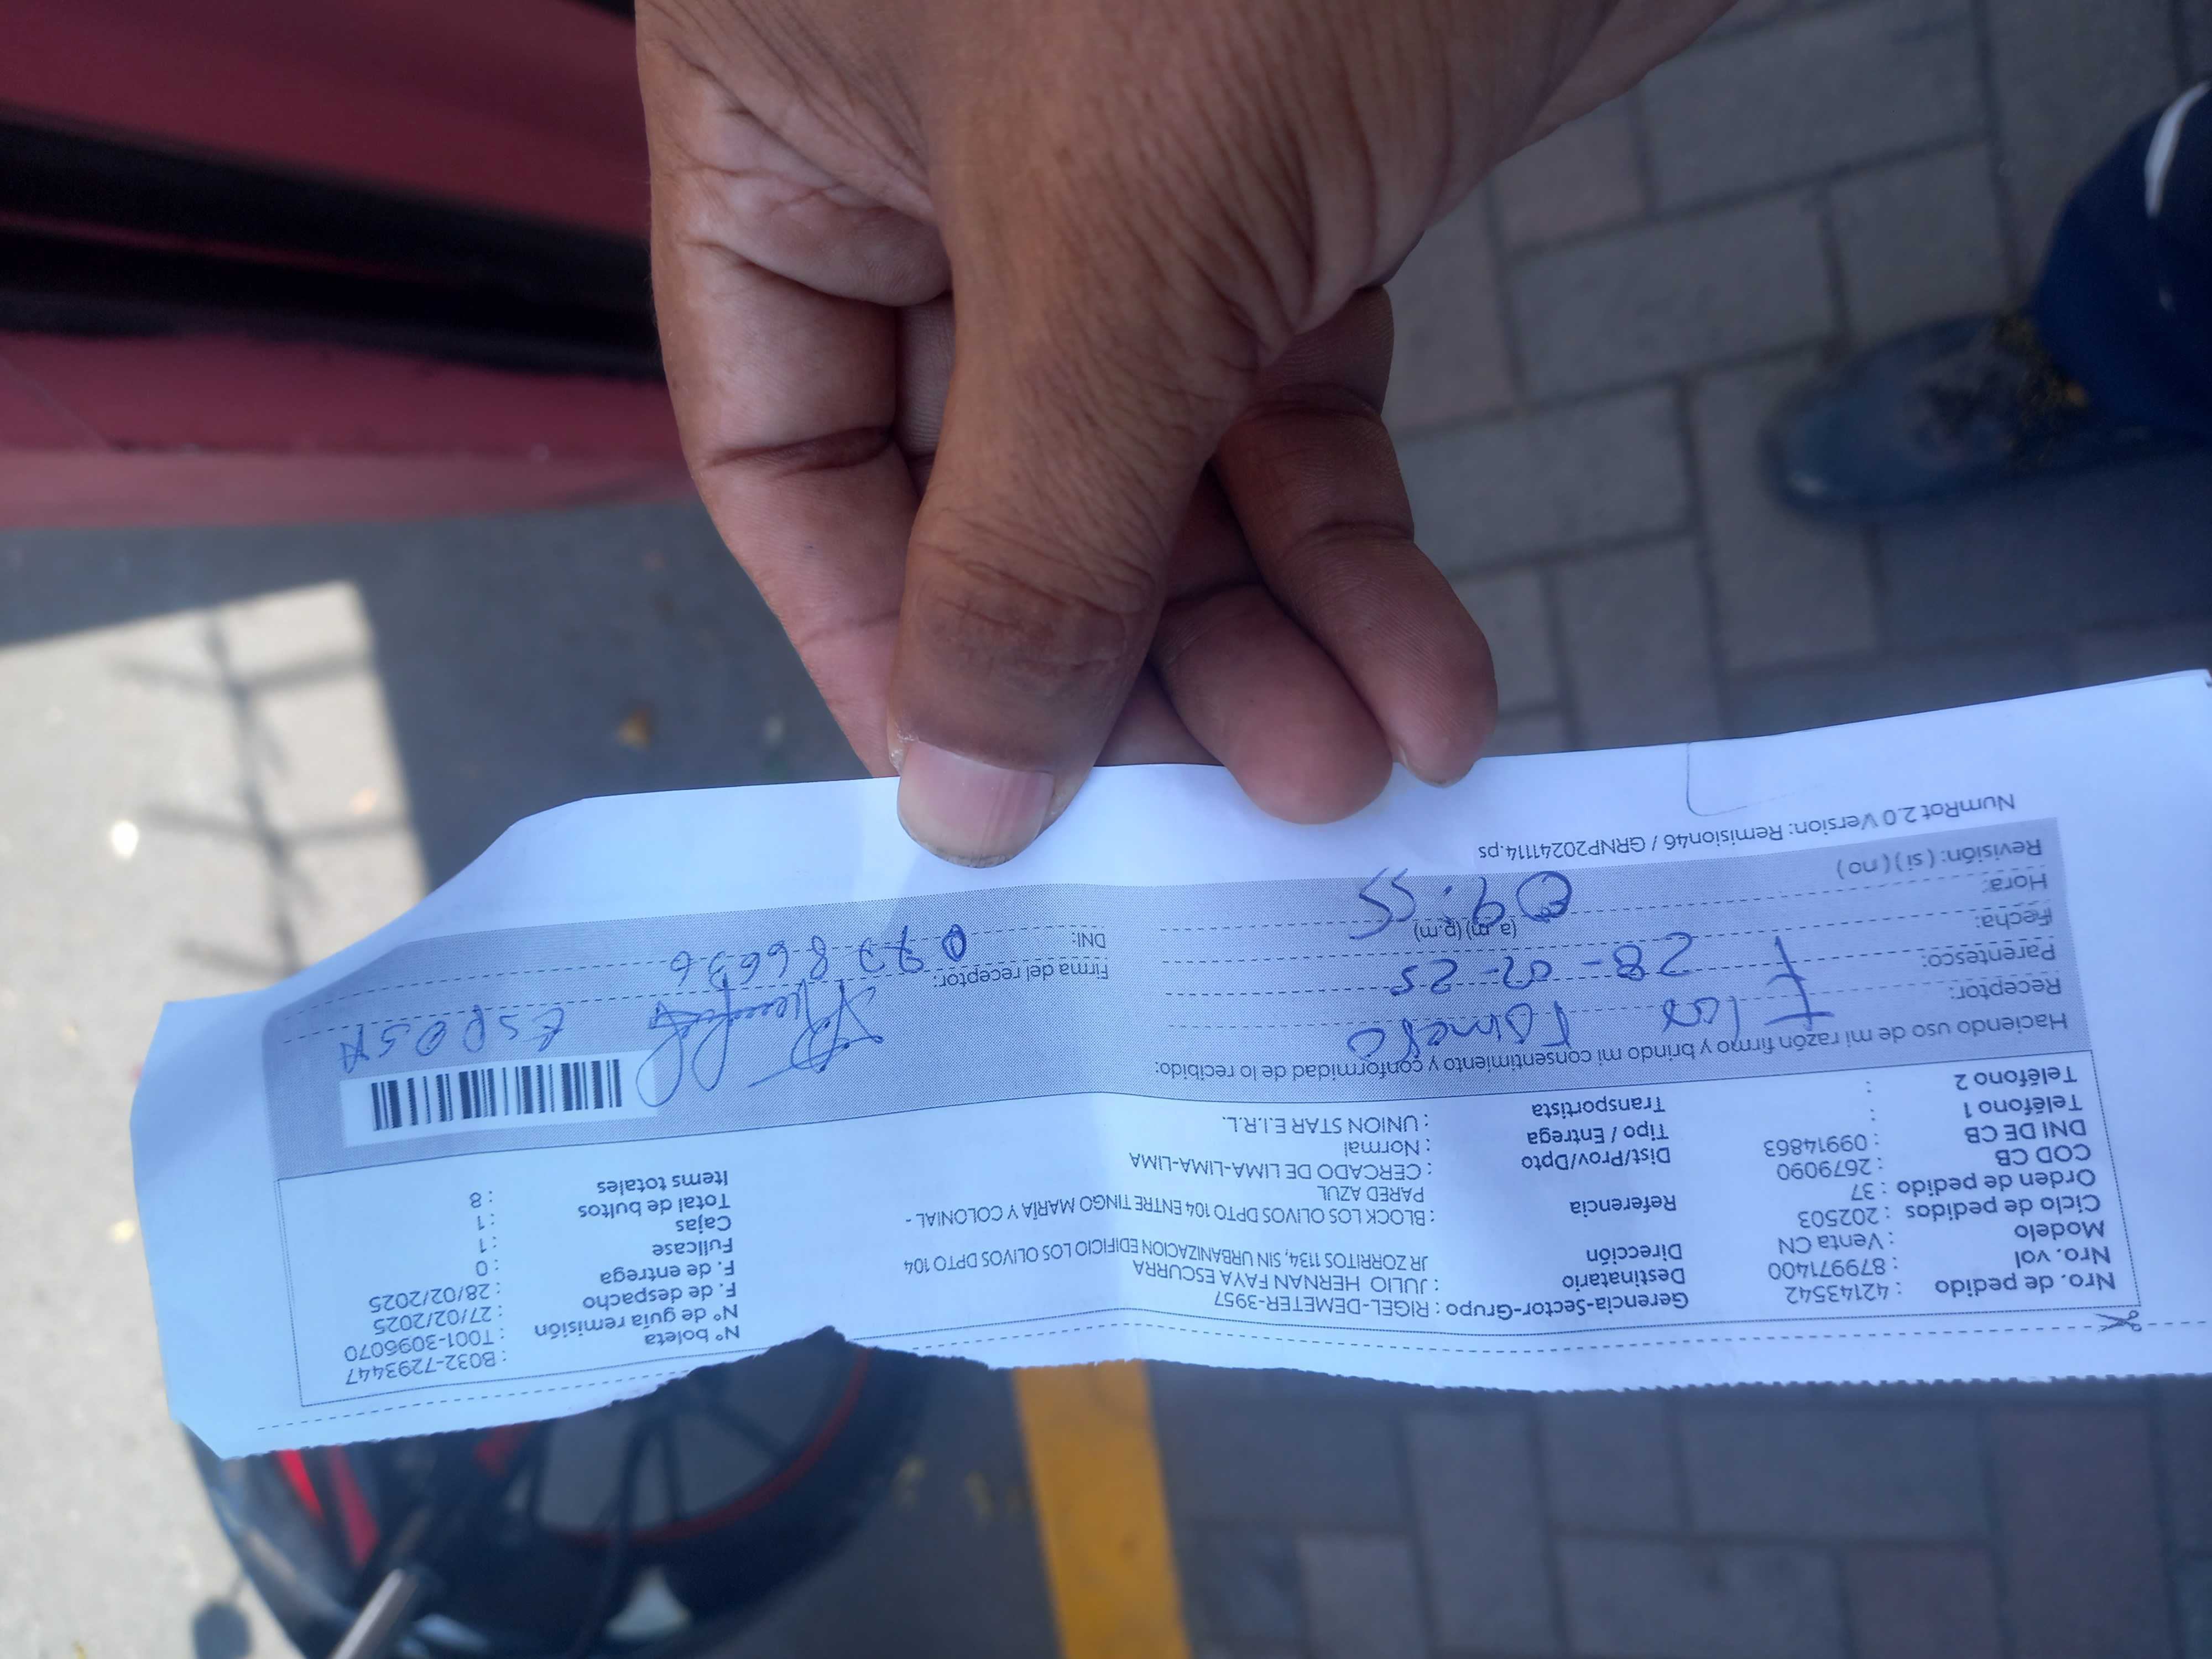 Nro. de pedido : 42143542
Nro. vol : 879971400
Modelo : Venta CN
Ciclo de pedidos : 202503
Orden de pedido : 37
COD CB : 2679090
DNI DE CB : 09914863
Teléfono 1 :
Teléfono 2 :
Gerencia-Sector-Grupo : RIGEL-DEMETER-3957
Destinatario : JULIO HERNAN FAYA ESCURRA
Dirección JR ZORRITOS 1134, SIN URBANIZACION EDIFICIO LOS OLIVOS DPTO 104
Referencia : BLOCK LOS OLIVOS DPTO 104 ENTRE TINGO MARÍA Y COLONIAL -
PARED AZUL
Dist/Prov/Dpto : CERCADO DE LIMA-LIMA-LIMA
Tipo / Entrega : Normal
Transportista : UNION STAR E.I.R.L.
N° boleta : B032-7293447
N° de guía remisión : T001-3096070
F. de despacho : 27/02/2025
F. de entrega : 28/02/2025
Fullcase : 0
Cajas : 1
Total de bultos : 1
Items totales : 8
Haciendo uso de mi razón firmo y brindo mi consentimiento y conformidad de lo recibido:
Receptor:
Parentesco:
Fecha: 28-02-25
Hora: 09:55 (a.m) (p.m)
Revisión: ( si ) ( no )
ESPOSA
Firma del receptor:
DNI:
NumRot 2.0 Version: Remision46 / GRNP20241114.ps